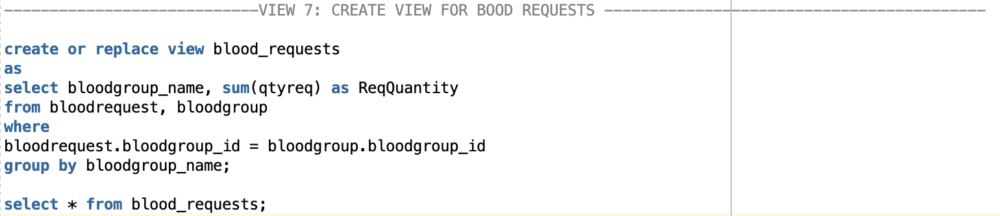 ----------------------------VIEW 7: CREATE VIEW FOR BOOD REQUESTS ------------------------------------------
create or replace view blood_requests
as
select bloodgroup_name, sum(qtyreq) as ReqQuantity
from bloodrequest, bloodgroup
where
bloodrequest.bloodgroup_id = bloodgroup.bloodgroup_id
group by bloodgroup_name;
select * from blood_requests;